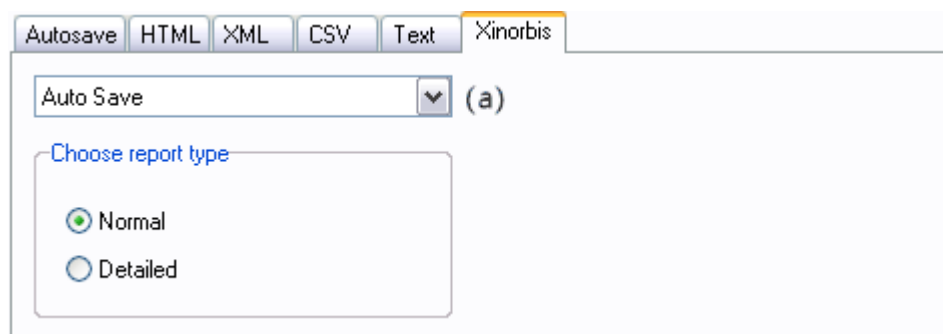 Autosave HTML XML CSV Text Xinorbis
Auto Save (a)
Choose report type
Normal
Detailed